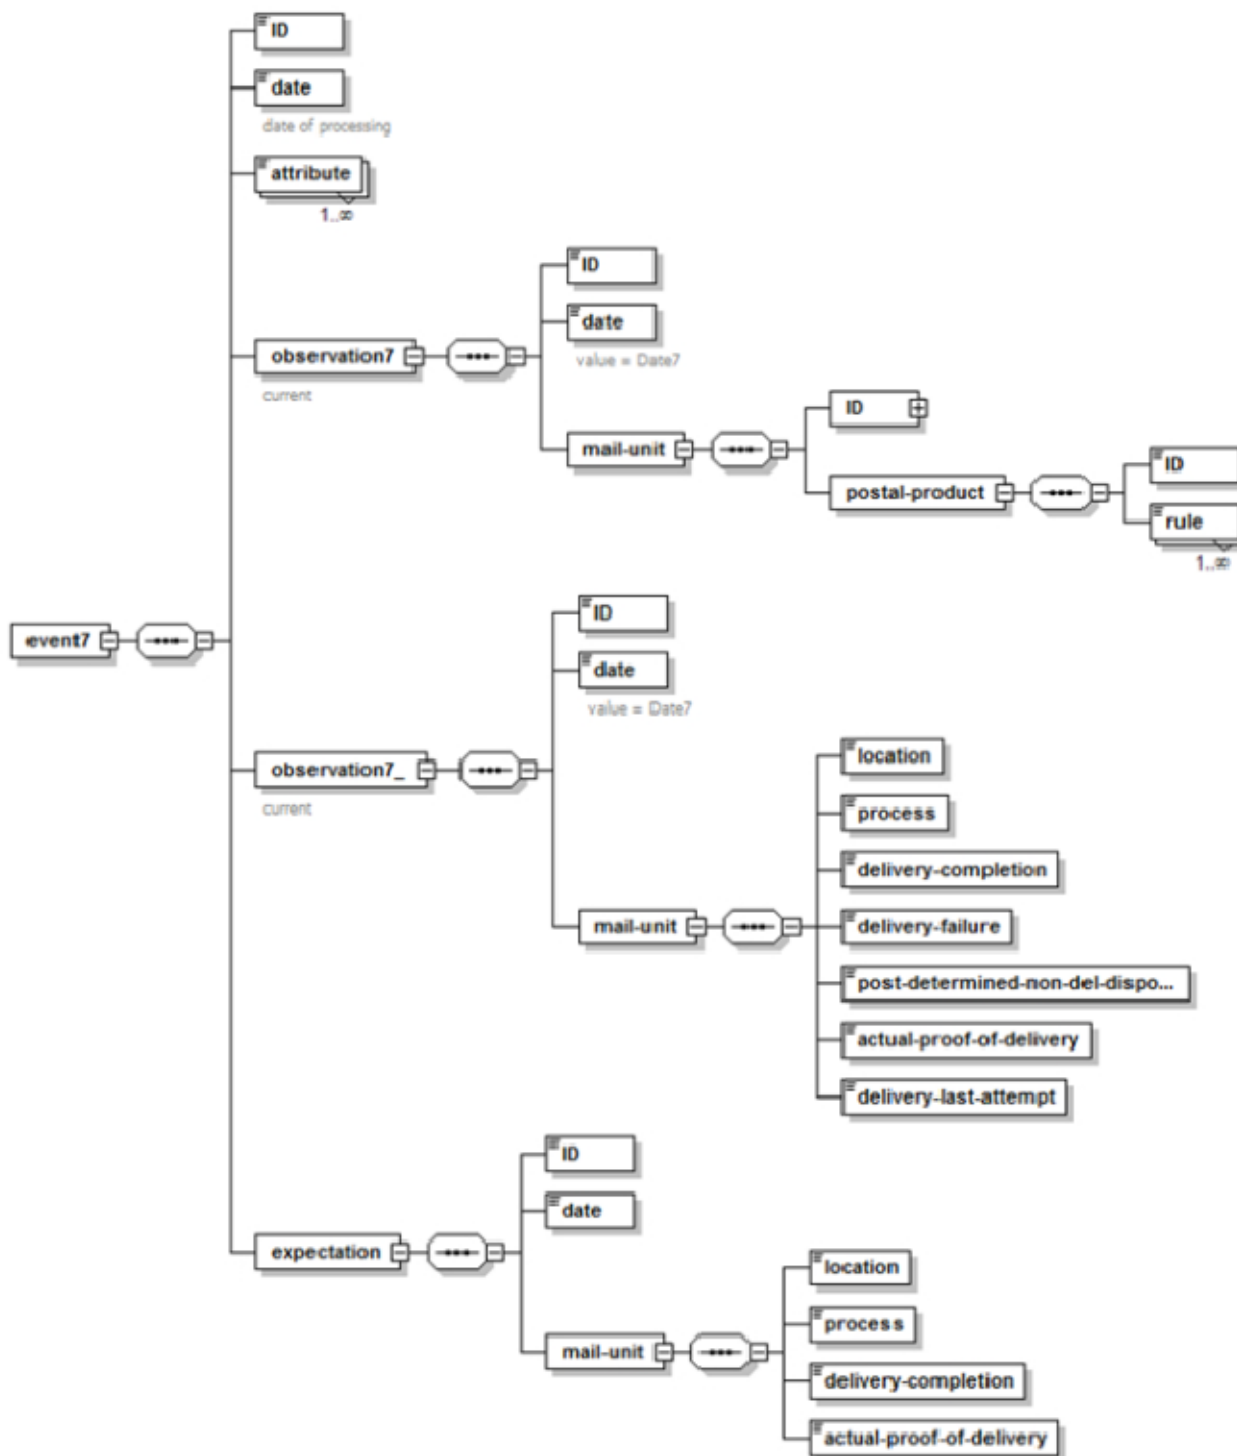 ID
date
date of processing
attribute
1..∞
ID
date
value = Date7
observation7
current
ID
mail-unit
postal-product
ID
rule
1..∞
event7
ID
date
value = Date7
observation7_
current
location
process
delivery-completion
mail-unit
delivery-failure
post-determined-non-del-dispo...
actual-proof-of-delivery
delivery-last-attempt
ID
date
expectation
location
process
mail-unit
delivery-completion
actual-proof-of-delivery